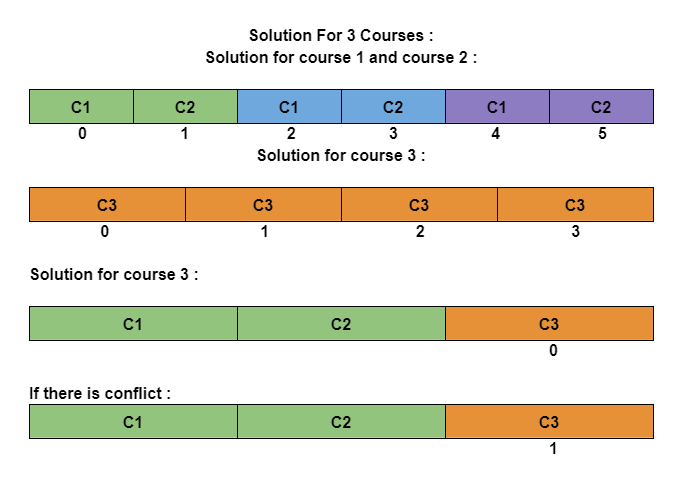 Solution For 3 Courses :
Solution for course 1 and course 2 :
C1 C2 C1 C2 C1 C2
0 1 2 3 4 5
Solution for course 3 :
C3 C3 C3 C3
0 1 2 3
Solution for course 3 :
C1 C2 C3
0
If there is conflict :
C1 C2 C3
1